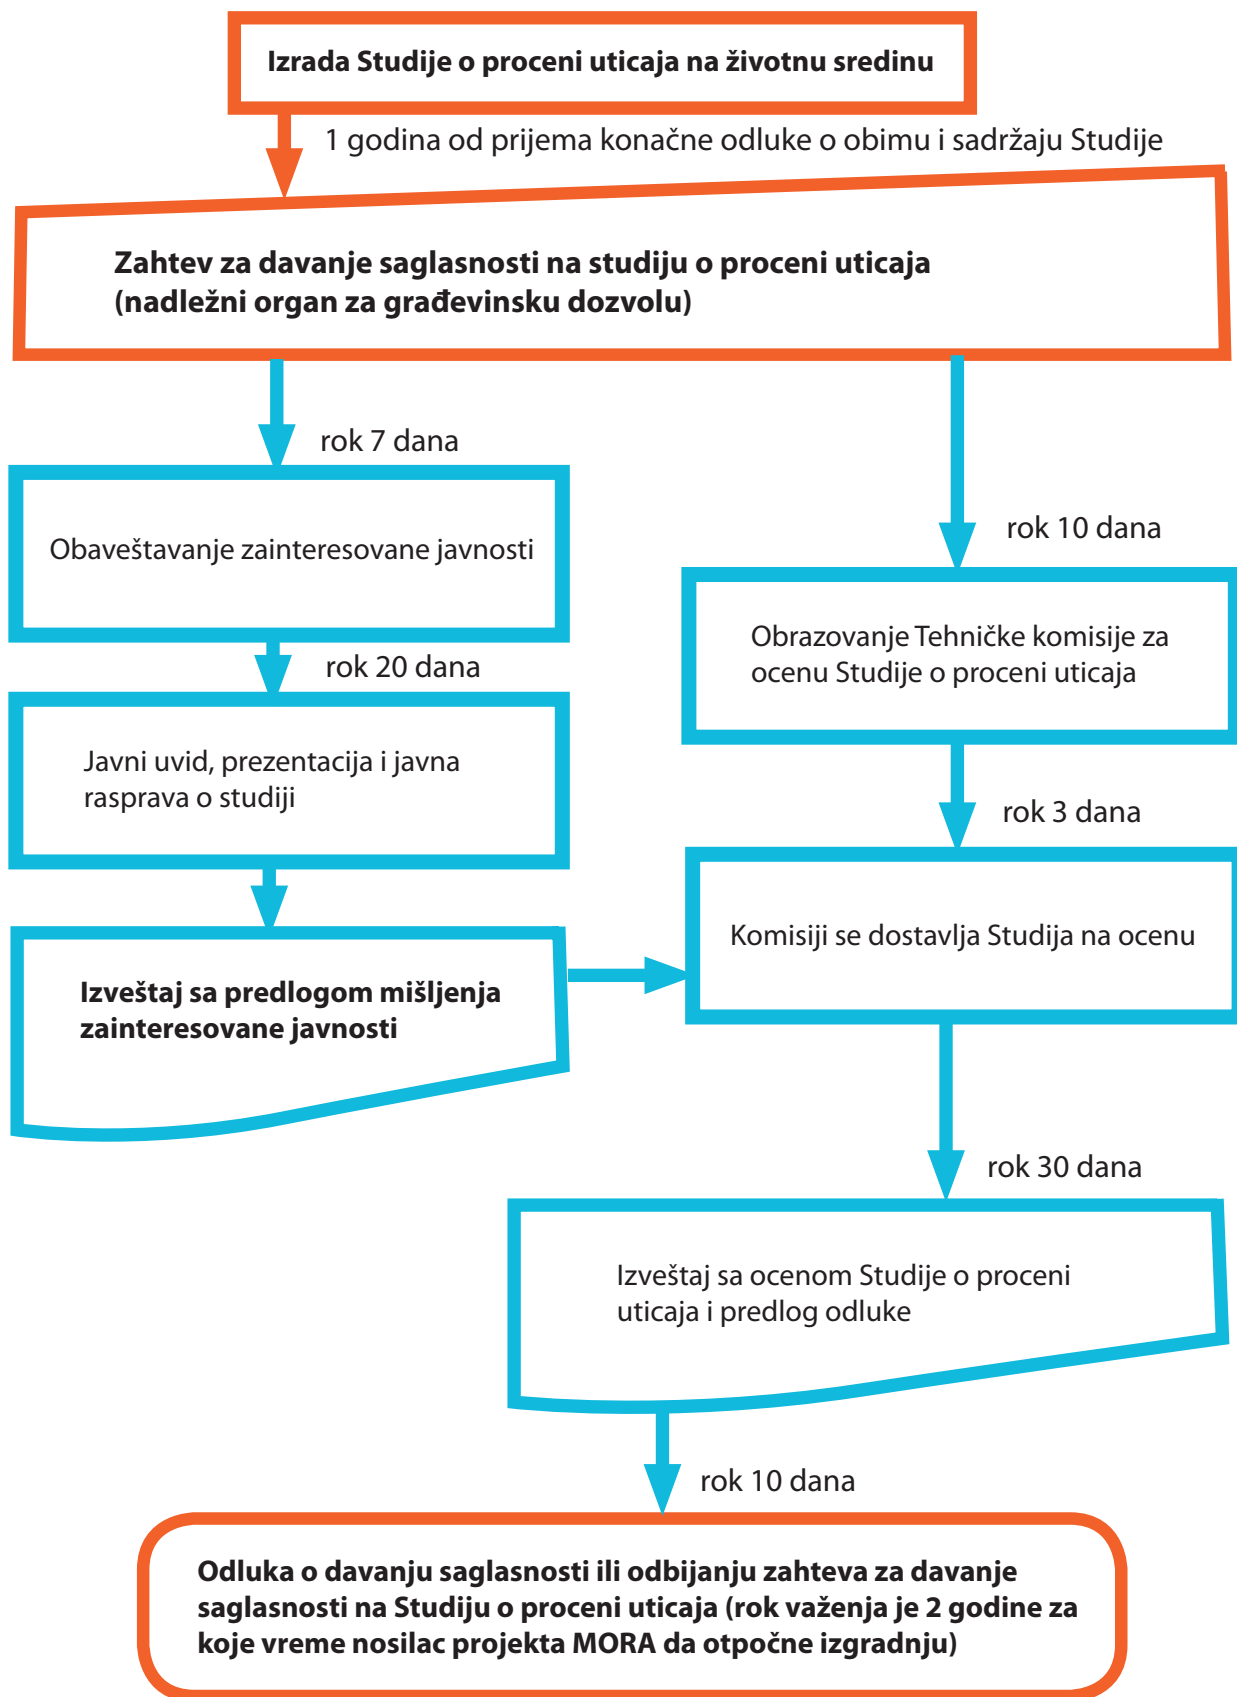 Izrada Studije o proceni uticaja na životnu sredinu
1 godina od prijema konačne odluke o obimu i sadržaju Studije
Zahtev za davanje saglasnosti na studiju o proceni uticaja
(nadležni organ za građevinsku dozvolu)
rok 7 dana
Obaveštavanje zainteresovane javnosti
rok 20 dana
Javni uvid, prezentacija i javna
rasprava o studiji
Izveštaj sa predlogom mišljenja
zainteresovane javnosti
rok 10 dana
Obrazovanje Tehničke komisije za
ocenu Studije o proceni uticaja
rok 3 dana
Komisiji se dostavlja Studija na ocenu
rok 30 dana
Izveštaj sa ocenom Studije o proceni
uticaja i predlog odluke
rok 10 dana
Odluka o davanju saglasnosti ili odbijanju zahteva za davanje
saglasnosti na Studiju o proceni uticaja (rok važenja je 2 godine za
koje vreme nosilac projekta MORA da otpočne izgradnju)